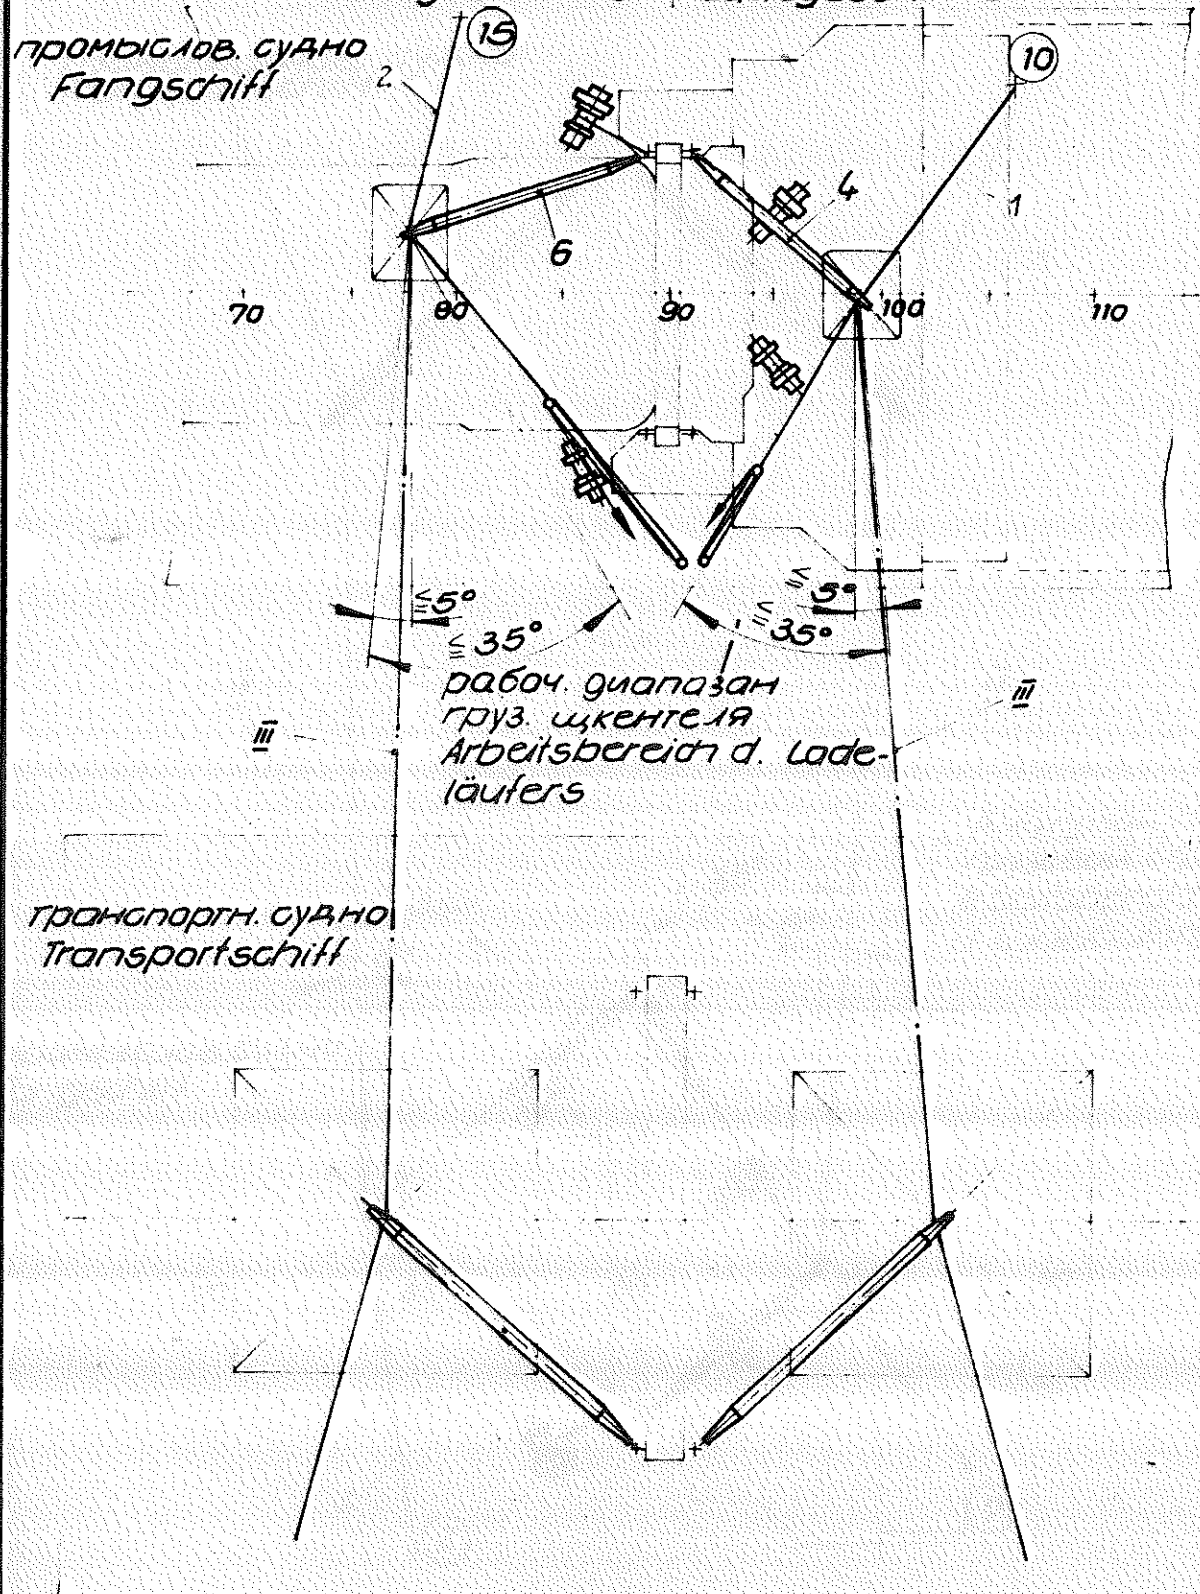 15
промыслов. судно
Fangschiff
2
10
4
1
6
70
80
90
100
110
≦5°
≦5°
≦35°
≦35°
рабоч. диапазан
груз. щкентеля
Arbeitsbereich d. Lade-
läufers
III
III
транспортн. судно
Transportschiff